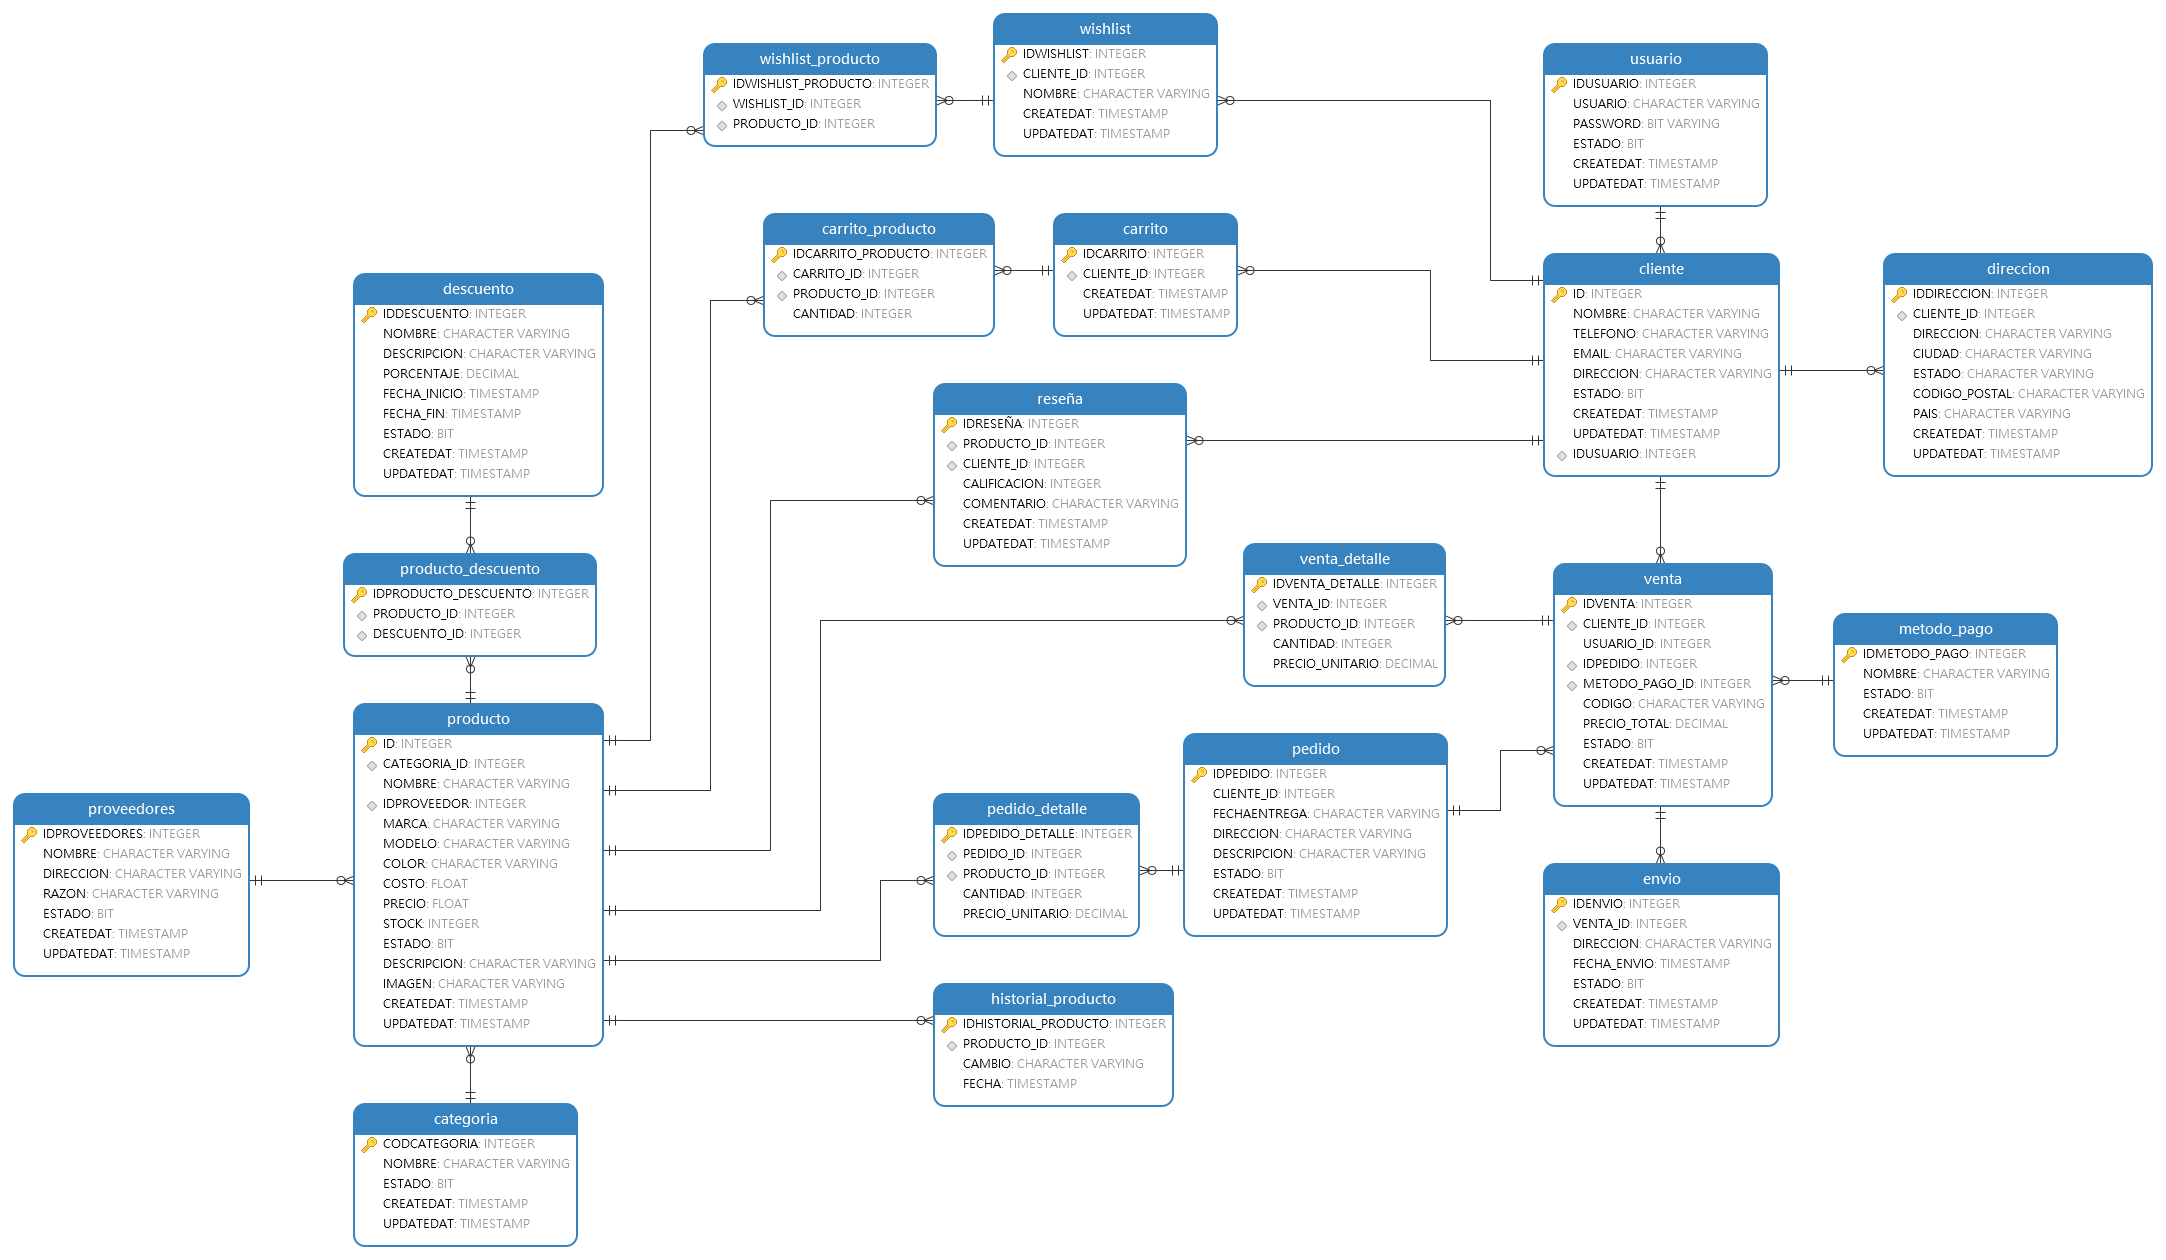 wishlist
IDWISHLIST: INTEGER
CLIENTE_ID: INTEGER
NOMBRE: CHARACTER VARYING
CREATEDAT: TIMESTAMP
UPDATEDAT: TIMESTAMP
wishlist_producto
IDWISHLIST_PRODUCTO: INTEGER
WISHLIST_ID: INTEGER
PRODUCTO_ID: INTEGER
usuario
IDUSUARIO: INTEGER
USUARIO: CHARACTER VARYING
PASSWORD: BIT VARYING
ESTADO: BIT
CREATEDAT: TIMESTAMP
UPDATEDAT: TIMESTAMP
carrito_producto
IDCARRITO_PRODUCTO: INTEGER
CARRITO_ID: INTEGER
PRODUCTO_ID: INTEGER
CANTIDAD: INTEGER
carrito
IDCARRITO: INTEGER
CLIENTE_ID: INTEGER
CREATEDAT: TIMESTAMP
UPDATEDAT: TIMESTAMP
cliente
ID: INTEGER
NOMBRE: CHARACTER VARYING
TELEFONO: CHARACTER VARYING
EMAIL: CHARACTER VARYING
DIRECCION: CHARACTER VARYING
ESTADO: BIT
CREATEDAT: TIMESTAMP
UPDATEDAT: TIMESTAMP
IDUSUARIO: INTEGER
direccion
IDDIRECCION: INTEGER
CLIENTE_ID: INTEGER
DIRECCION: CHARACTER VARYING
CIUDAD: CHARACTER VARYING
ESTADO: CHARACTER VARYING
CODIGO_POSTAL: CHARACTER VARYING
PAIS: CHARACTER VARYING
CREATEDAT: TIMESTAMP
UPDATEDAT: TIMESTAMP
descuento
IDDESCUENTO: INTEGER
NOMBRE: CHARACTER VARYING
DESCRIPCION: CHARACTER VARYING
PORCENTAJE: DECIMAL
FECHA_INICIO: TIMESTAMP
FECHA_FIN: TIMESTAMP
ESTADO: BIT
CREATEDAT: TIMESTAMP
UPDATEDAT: TIMESTAMP
reseña
IDRESEÑA: INTEGER
PRODUCTO_ID: INTEGER
CLIENTE_ID: INTEGER
CALIFICACION: INTEGER
COMENTARIO: CHARACTER VARYING
CREATEDAT: TIMESTAMP
UPDATEDAT: TIMESTAMP
producto_descuento
IDPRODUCTO_DESCUENTO: INTEGER
PRODUCTO_ID: INTEGER
DESCUENTO_ID: INTEGER
venta_detalle
IDVENTA_DETALLE: INTEGER
VENTA_ID: INTEGER
PRODUCTO_ID: INTEGER
CANTIDAD: INTEGER
PRECIO_UNITARIO: DECIMAL
venta
IDVENTA: INTEGER
CLIENTE_ID: INTEGER
USUARIO_ID: INTEGER
IDPEDIDO: INTEGER
METODO_PAGO_ID: INTEGER
CODIGO: CHARACTER VARYING
PRECIO_TOTAL: DECIMAL
ESTADO: BIT
CREATEDAT: TIMESTAMP
UPDATEDAT: TIMESTAMP
metodo_pago
IDMETODO_PAGO: INTEGER
NOMBRE: CHARACTER VARYING
ESTADO: BIT
CREATEDAT: TIMESTAMP
UPDATEDAT: TIMESTAMP
producto
ID: INTEGER
CATEGORIA_ID: INTEGER
NOMBRE: CHARACTER VARYING
IDPROVEEDOR: INTEGER
MARCA: CHARACTER VARYING
MODELO: CHARACTER VARYING
COLOR: CHARACTER VARYING
COSTO: FLOAT
PRECIO: FLOAT
STOCK: INTEGER
ESTADO: BIT
DESCRIPCION: CHARACTER VARYING
IMAGEN: CHARACTER VARYING
CREATEDAT: TIMESTAMP
UPDATEDAT: TIMESTAMP
proveedores
IDPROVEEDORES: INTEGER
NOMBRE: CHARACTER VARYING
DIRECCION: CHARACTER VARYING
RAZON: CHARACTER VARYING
ESTADO: BIT
CREATEDAT: TIMESTAMP
UPDATEDAT: TIMESTAMP
pedido_detalle
IDPEDIDO_DETALLE: INTEGER
PEDIDO_ID: INTEGER
PRODUCTO_ID: INTEGER
CANTIDAD: INTEGER
PRECIO_UNITARIO: DECIMAL
pedido
IDPEDIDO: INTEGER
CLIENTE_ID: INTEGER
FECHAENTREGA: CHARACTER VARYING
DIRECCION: CHARACTER VARYING
DESCRIPCION: CHARACTER VARYING
ESTADO: BIT
CREATEDAT: TIMESTAMP
UPDATEDAT: TIMESTAMP
envio
IDENVIO: INTEGER
VENTA_ID: INTEGER
DIRECCION: CHARACTER VARYING
FECHA_ENVIO: TIMESTAMP
ESTADO: BIT
CREATEDAT: TIMESTAMP
UPDATEDAT: TIMESTAMP
historial_producto
IDHISTORIAL_PRODUCTO: INTEGER
PRODUCTO_ID: INTEGER
CAMBIO: CHARACTER VARYING
FECHA: TIMESTAMP
categoria
CODCATEGORIA: INTEGER
NOMBRE: CHARACTER VARYING
ESTADO: BIT
CREATEDAT: TIMESTAMP
UPDATEDAT: TIMESTAMP